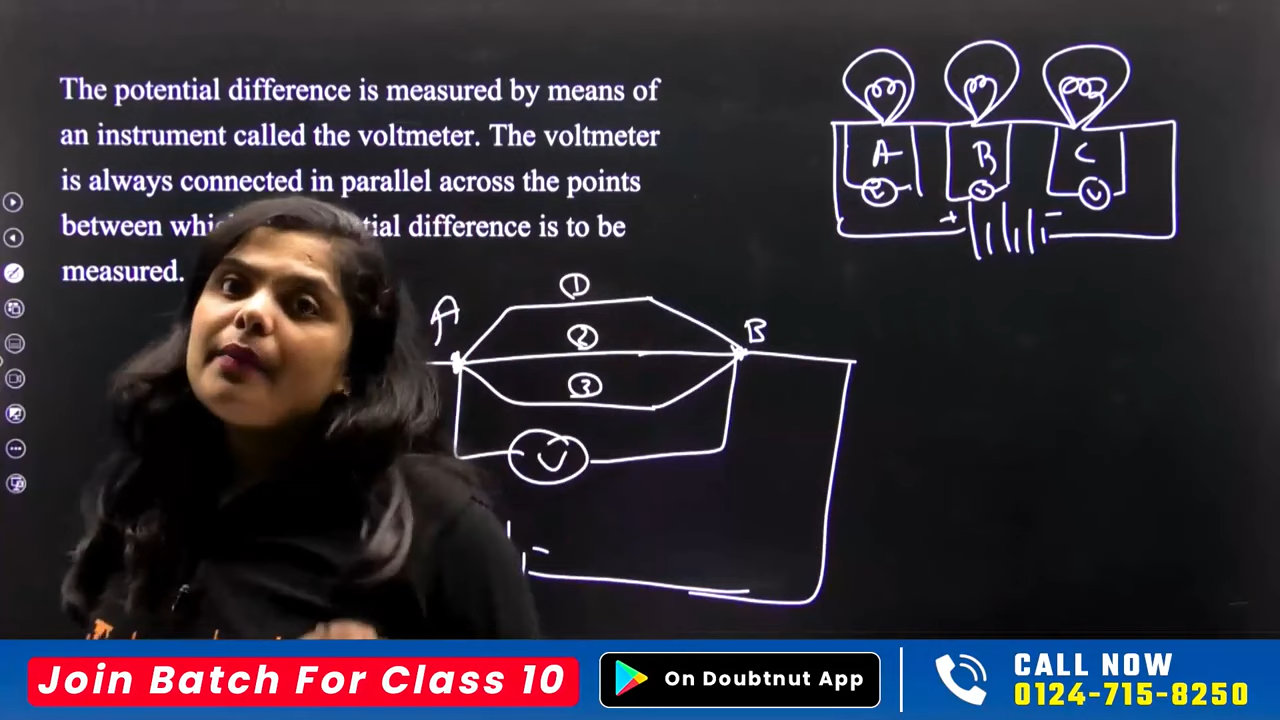 The potential difference is measured by means of
an instrument called the voltmeter. The voltmeter
is always connected in parallel across the points
between tial difference is to be
measured.
A B C
V
+ −
A
①
②
③
B
V
−
Join Batch For Class 10
On Doubtnut App
CALL NOW
0124-715-8250